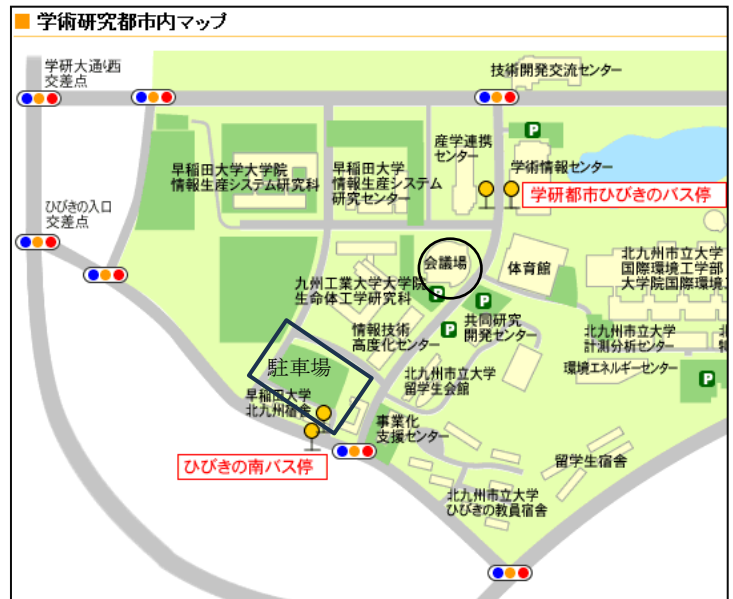 学術研究都市内マップ
学研大通り西
交差点
技術開発交流センター
P
産学連携
センター
学術情報センター
早稲田大学大学院
情報生産システム研究科
早稲田大学
情報生産システム
研究センター
学研都市ひびきのバス停
ひびきの入口
交差点
会議場
体育館
北九州市立大学
国際環境工学部
大学院国際環境工
九州工業大学大学院
生命体工学研究科
P
P
情報技術
高度化センター
P
共同研究
開発センター
北九州市立大学
計測分析センター
北
特
駐車場
北九州市立大学
留学生会館
環境エネルギーセンター
P
早稲田大学
北九州宿舎
事業化
支援センター
ひびきの南バス停
留学生宿舎
北九州市立大学
ひびきの教員宿舎